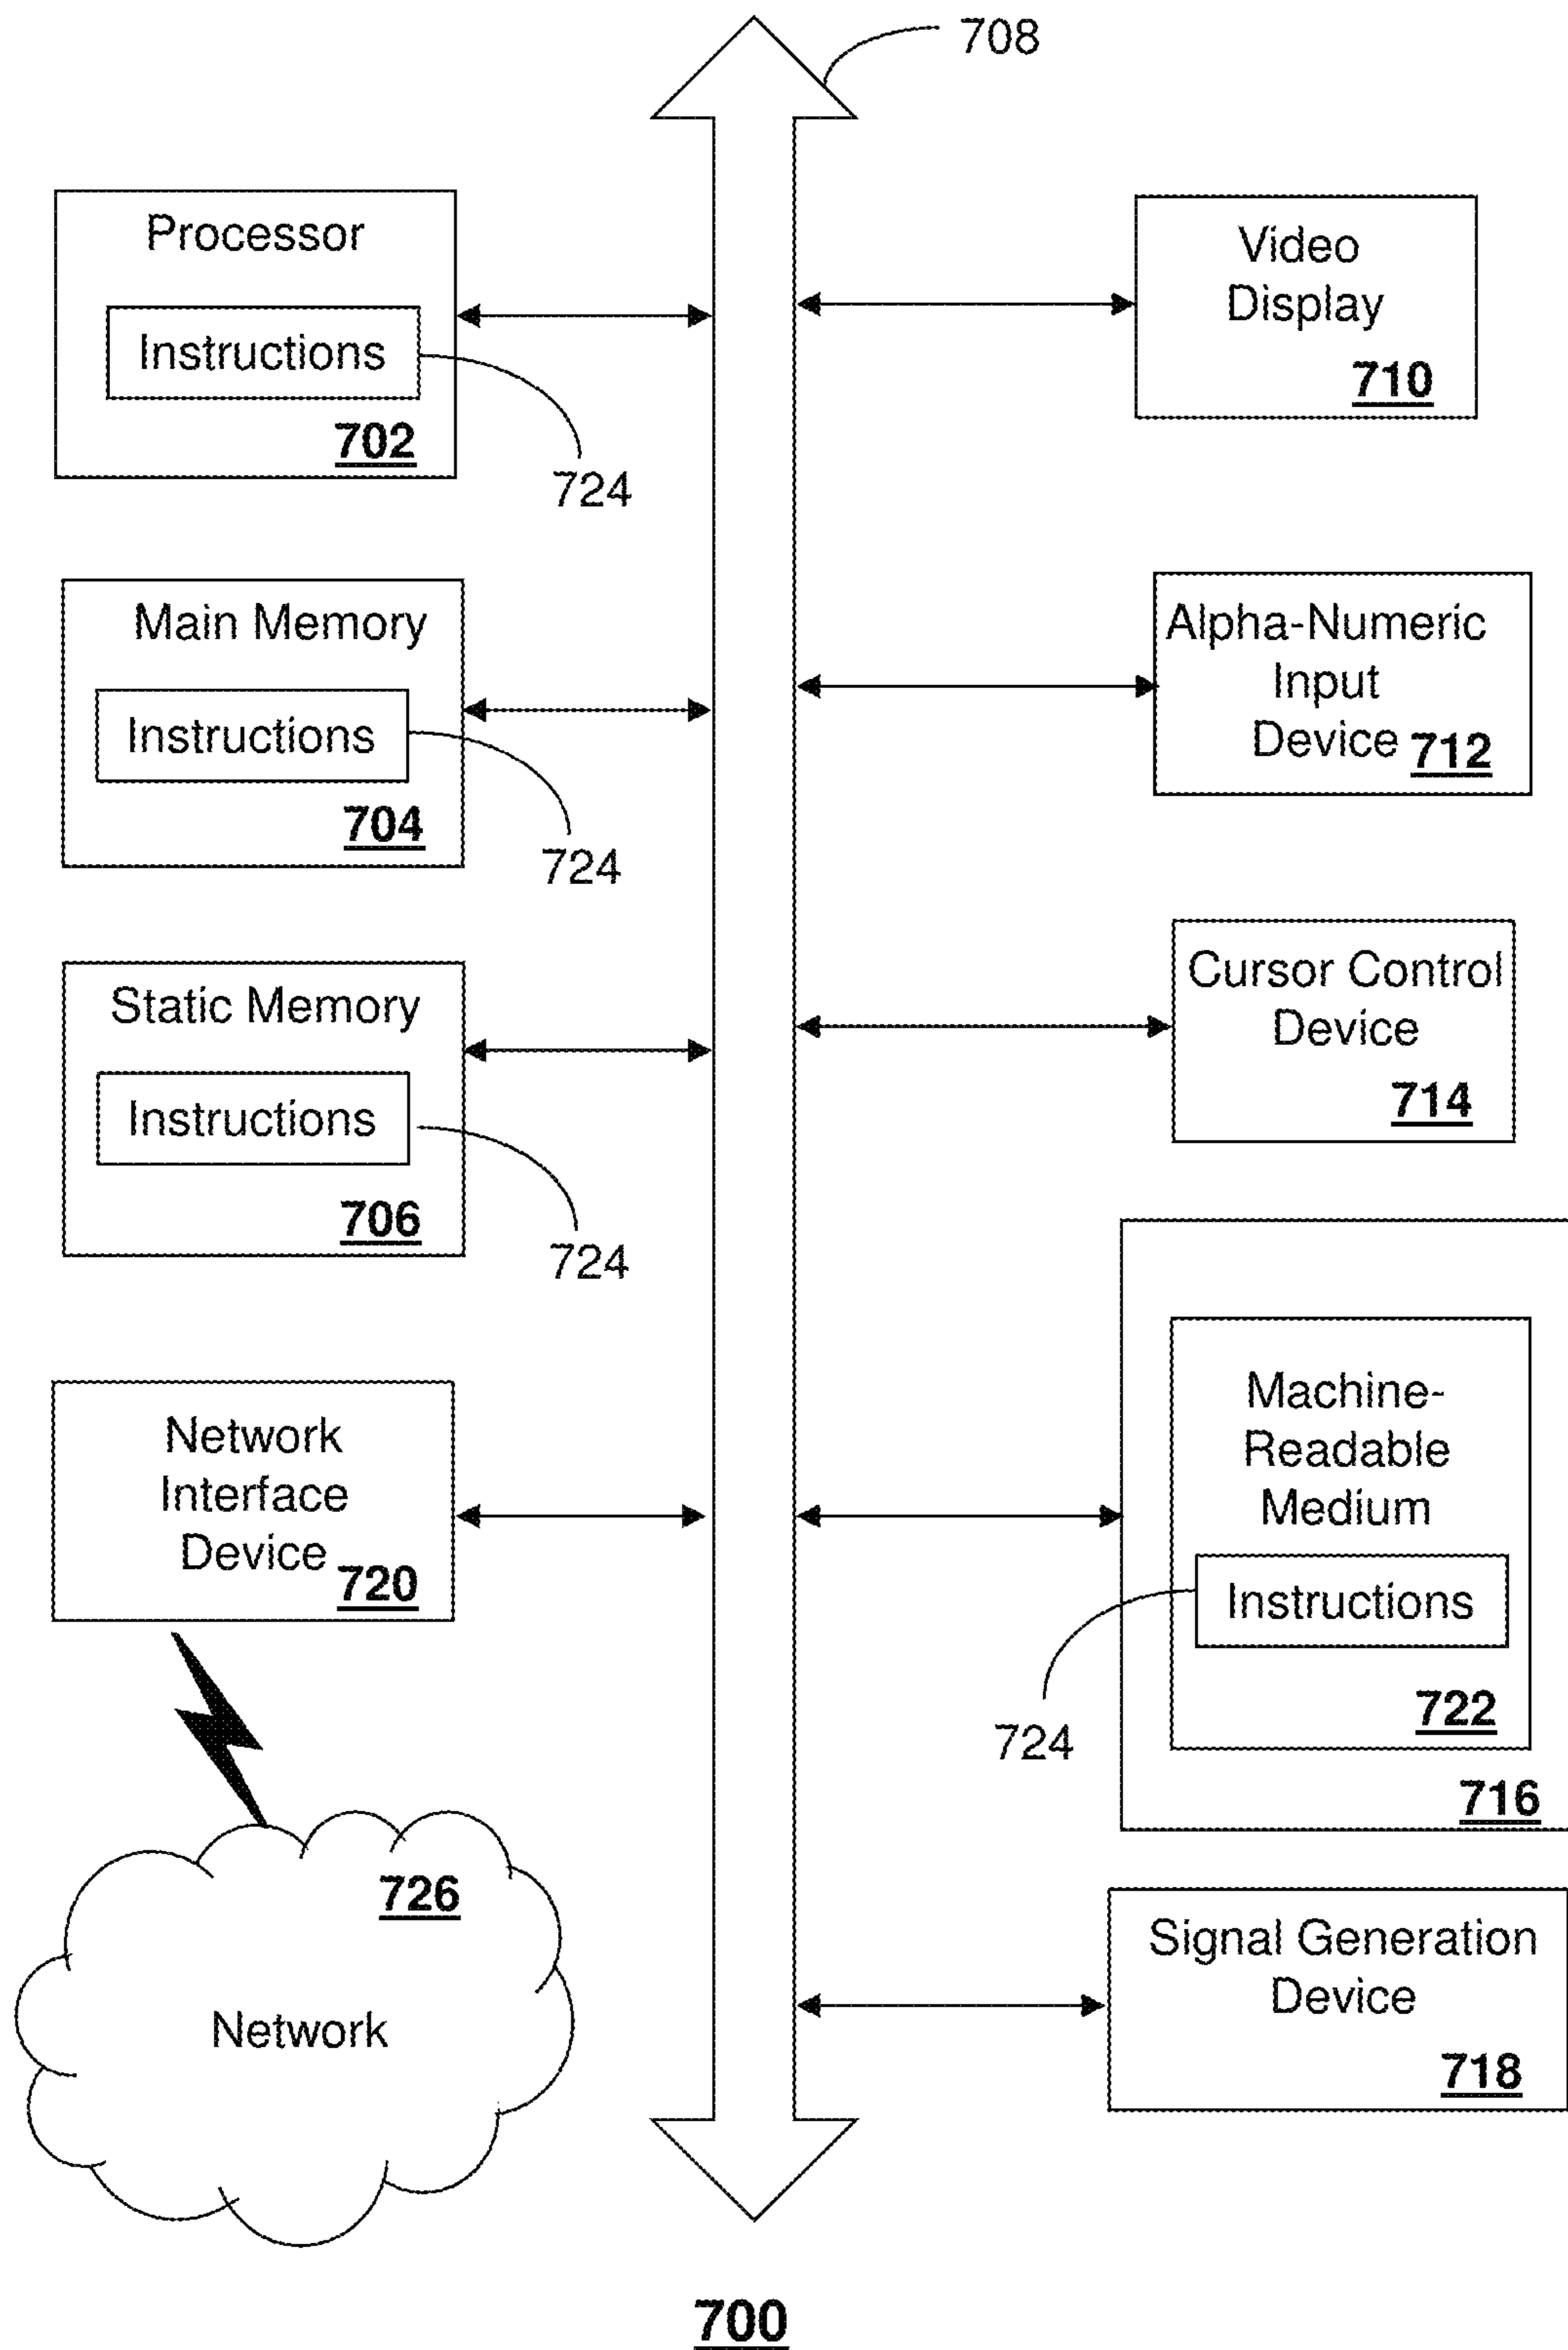 708
Processor
Instructions
702
724
Main Memory
Instructions
704
724
Static Memory
Instructions
706
724
Network
Interface
Device
720
726
Network
Video
Display
710
Alpha-Numeric
Input
Device
712
Cursor Control
Device
714
Machine-
Readable
Medium
Instructions
724
722
716
Signal Generation
Device
718
700